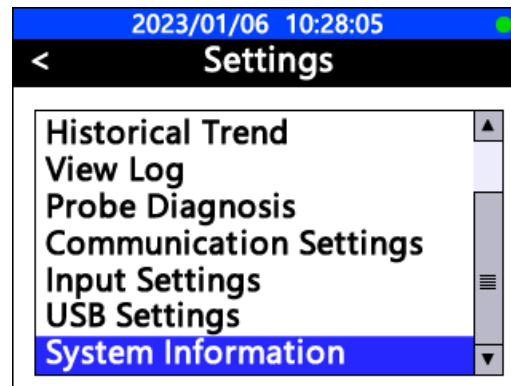 2023/01/06 10:28:05
< Settings
Historical Trend
View Log
Probe Diagnosis
Communication Settings
Input Settings
USB Settings
System Information